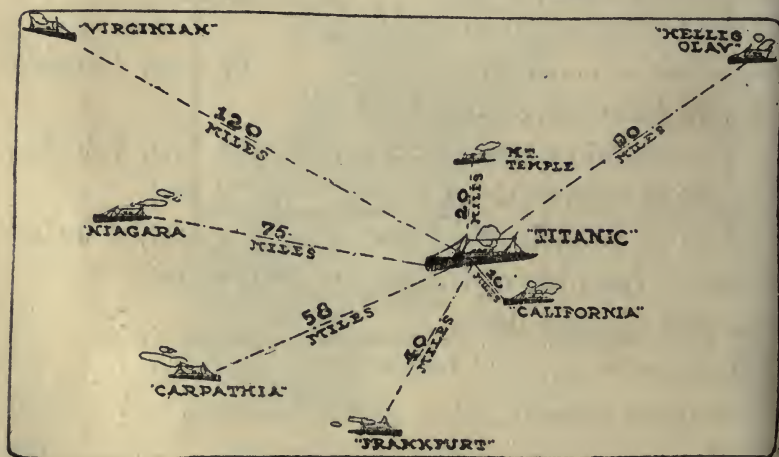 "VIRGINIAN"
"HELLIG
OLAV"
120
MILES
90
MILES
MT.
TEMPLE
20
MILES
"NIAGARA
75
MILES
"TITANIC"
10
MILES
"CALIFORNIA"
58
MILES
40
MILES
"CARPATHIA"
"FRANKFURT"